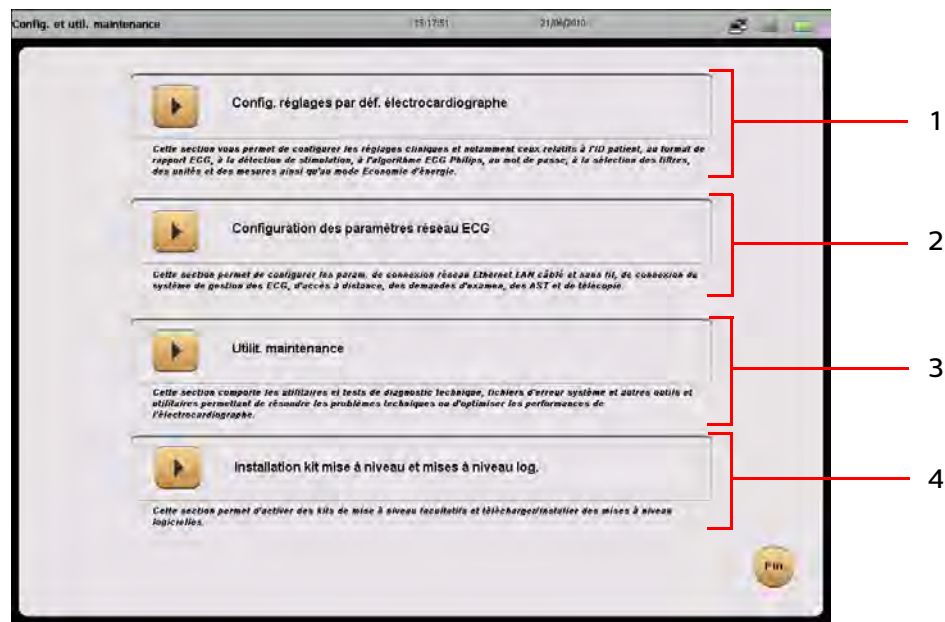 Config. et util. maintenance 15:17:51 21/06/2010
Config. réglages par déf. électrocardiographe
1
Cette section vous permet de configurer les réglages cliniques et notamment ceux relatifs à l'ID patient, au format de
rapport ECG, à la détection de stimulation, à l'algorithme ECG Philips, au mot de passe, à la sélection des filtres,
des unités et des mesures ainsi qu'au mode Economie d'énergie.
Configuration des paramètres réseau ECG
2
Cette section permet de configurer les param. de connexion réseau Ethernet LAN câblé et sans fil, de connexion du
système de gestion des ECG, d'accès à distance, des demandes d'examen, des AST et de télécopie.
Utilit. maintenance
3
Cette section comporte les utilitaires et tests de diagnostic technique, fichiers d'erreur système et autres outils et
utilitaires permettant de résoudre les problèmes techniques ou d'optimiser les performances de
l'électrocardiographe.
Installation kit mise à niveau et mises à niveau log.
4
Cette section permet d'activer des kits de mise à niveau facultatifs et télécharger/installer des mises à niveau
logicielles.
Fin